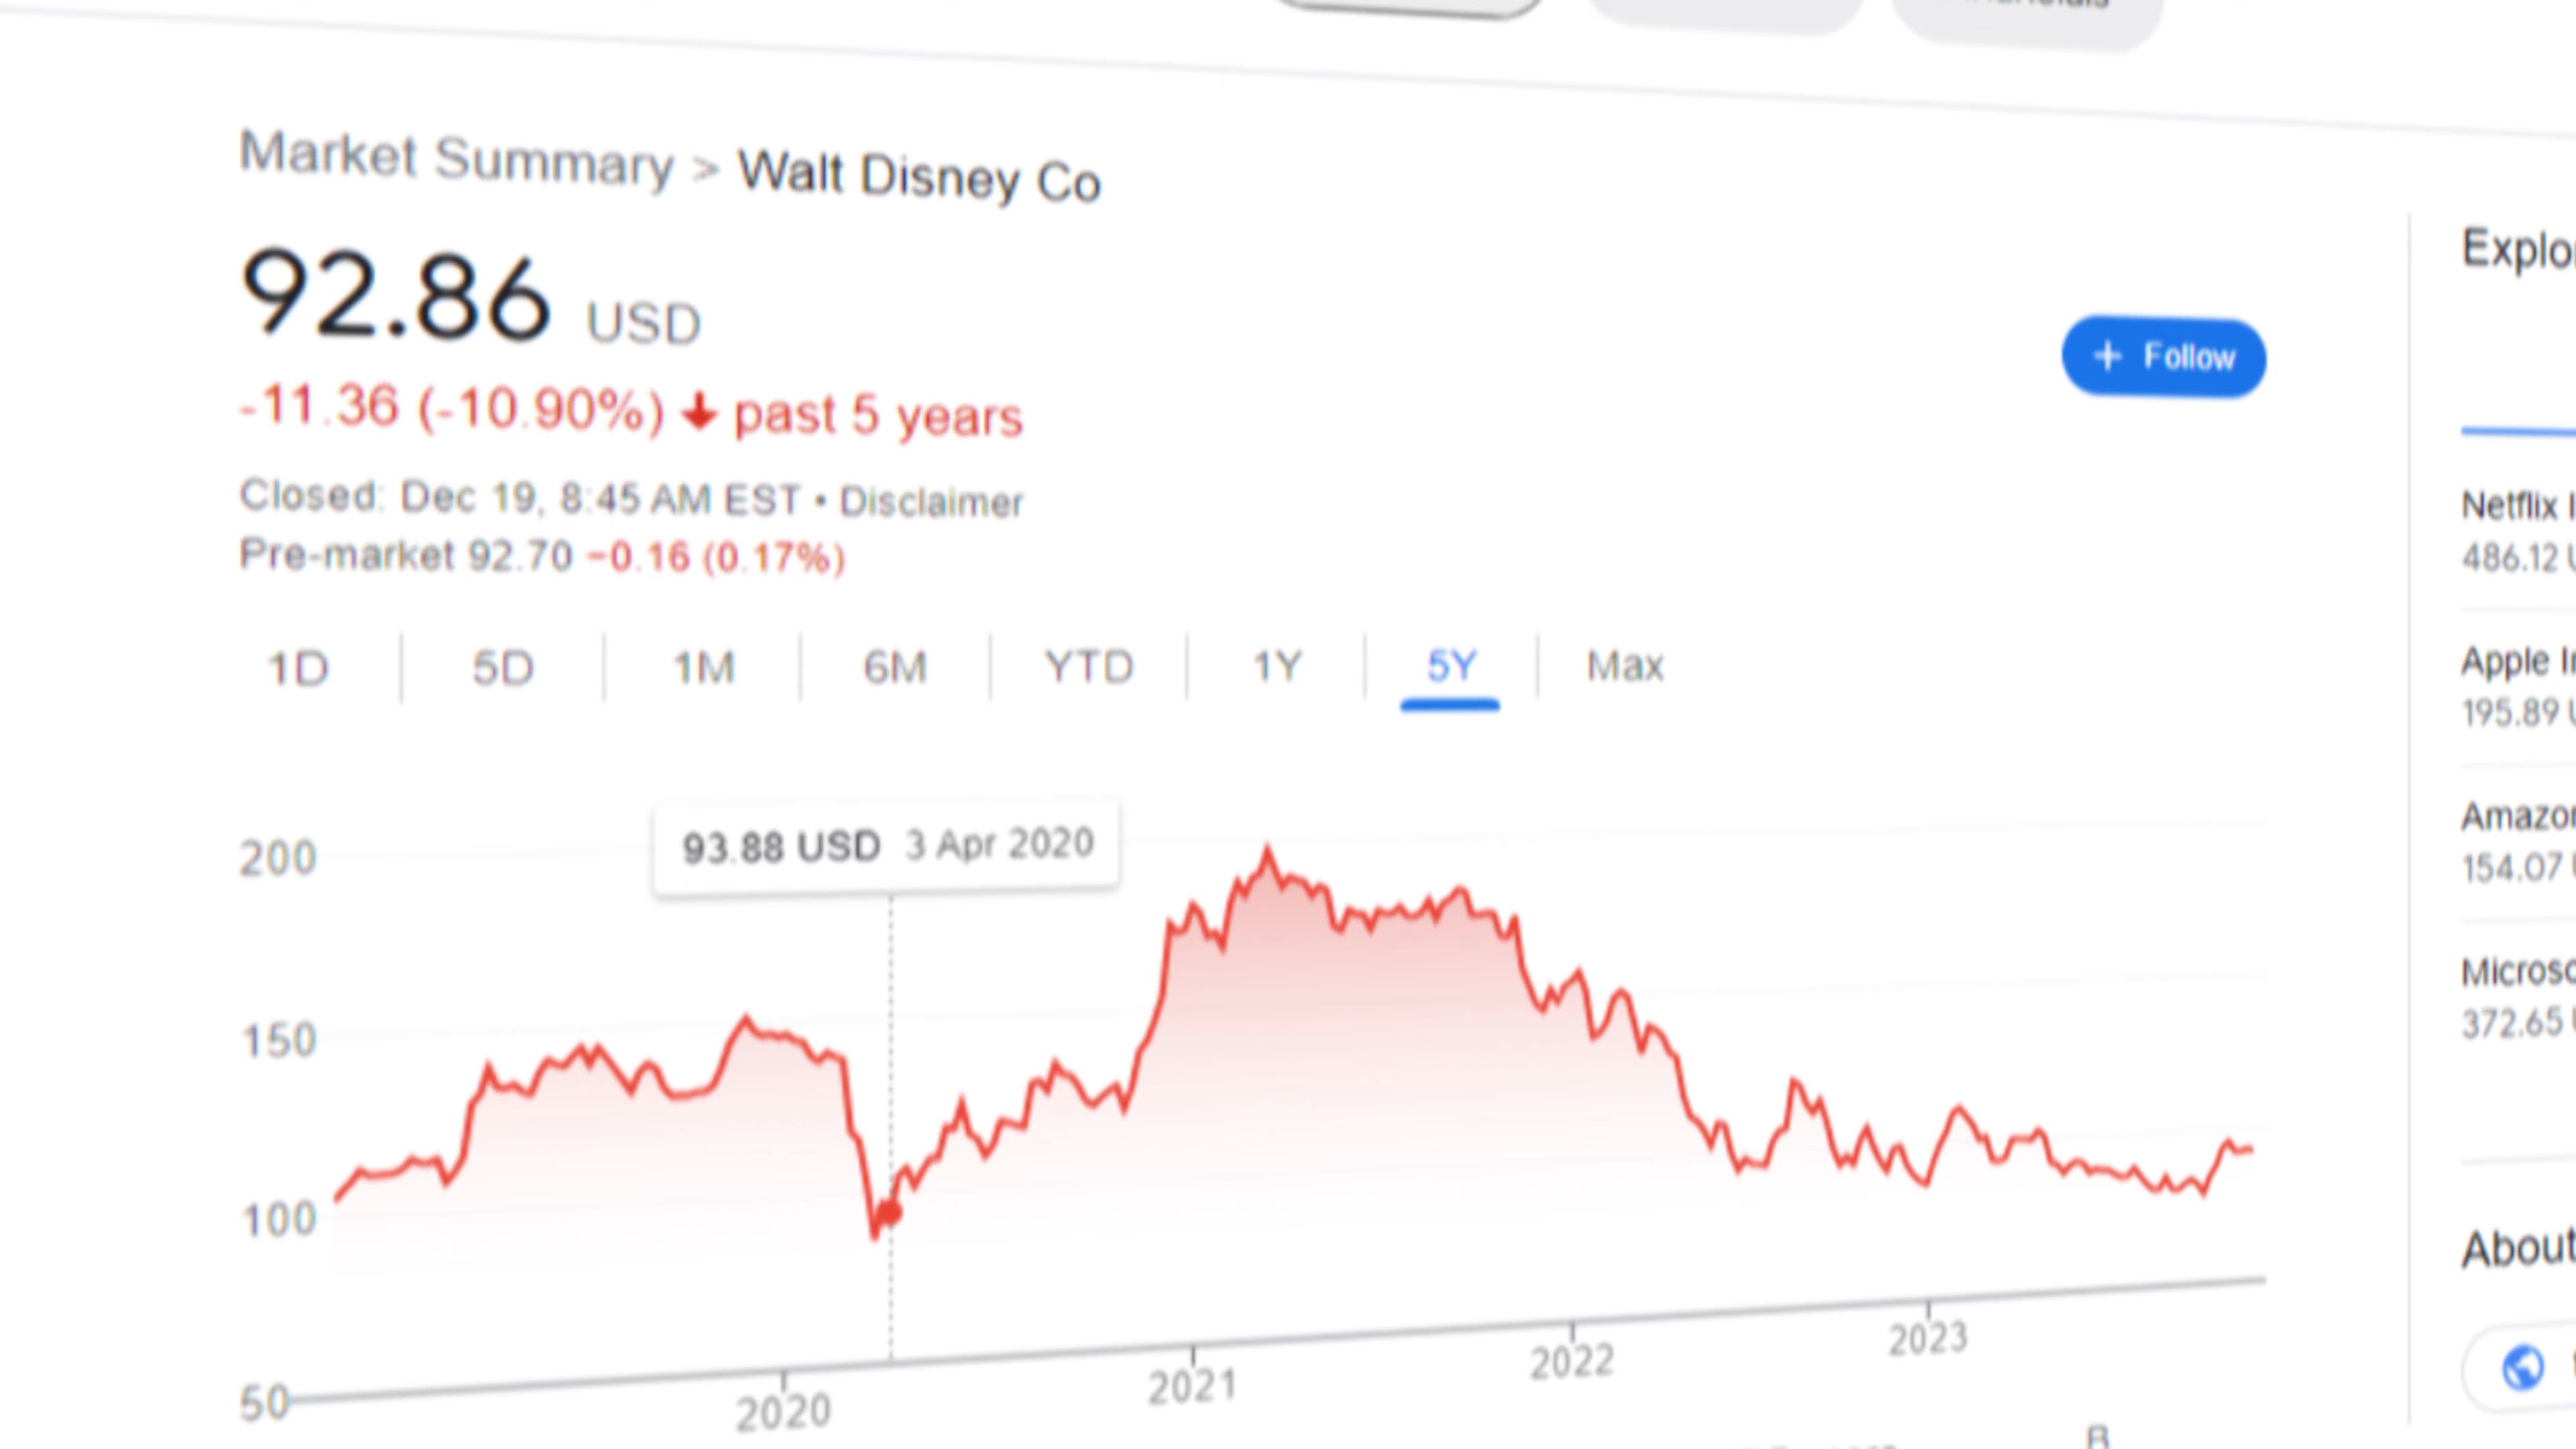 Market Summary > Walt Disney Co
92.86 USD
-11.36 (-10.90%) past 5 years
Closed: Dec 19, 8:45 AM EST • Disclaimer
Pre-market 92.70 −0.16 (0.17%)
+ Follow
1D 5D 1M 6M YTD 1Y 5Y Max
93.88 USD 3 Apr 2020
200
150
100
50
2020 2021 2022 2023
Netflix
486.12
Apple
195.89
154.07
372.65
About